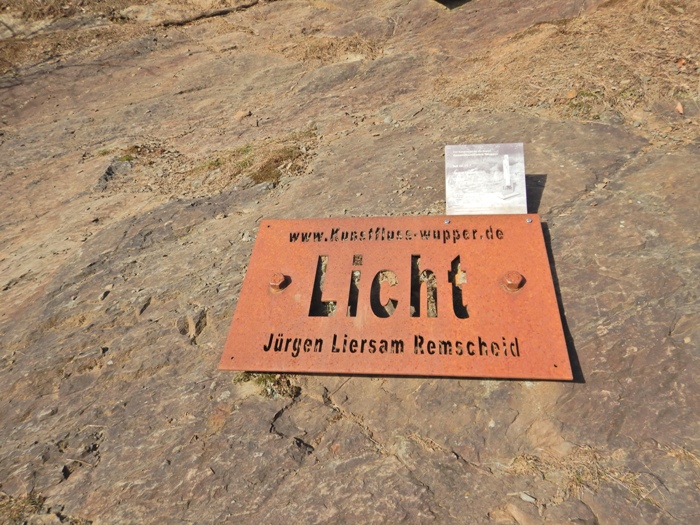 www.Kunstfluss-wupper.de
Licht
Jürgen Liersam Remscheid